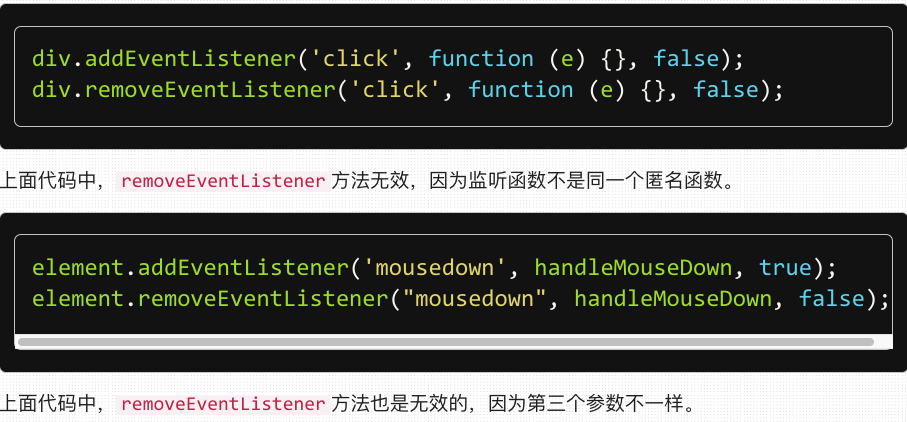 div.addEventListener('click', function (e) {}, false);
div.removeEventListener('click', function (e) {}, false);
上面代码中，removeEventListener方法无效，因为监听函数不是同一个匿名函数。
element.addEventListener('mousedown', handleMouseDown, true);
element.removeEventListener("mousedown", handleMouseDown, false);
上面代码中，removeEventListener方法也是无效的，因为第三个参数不一样。